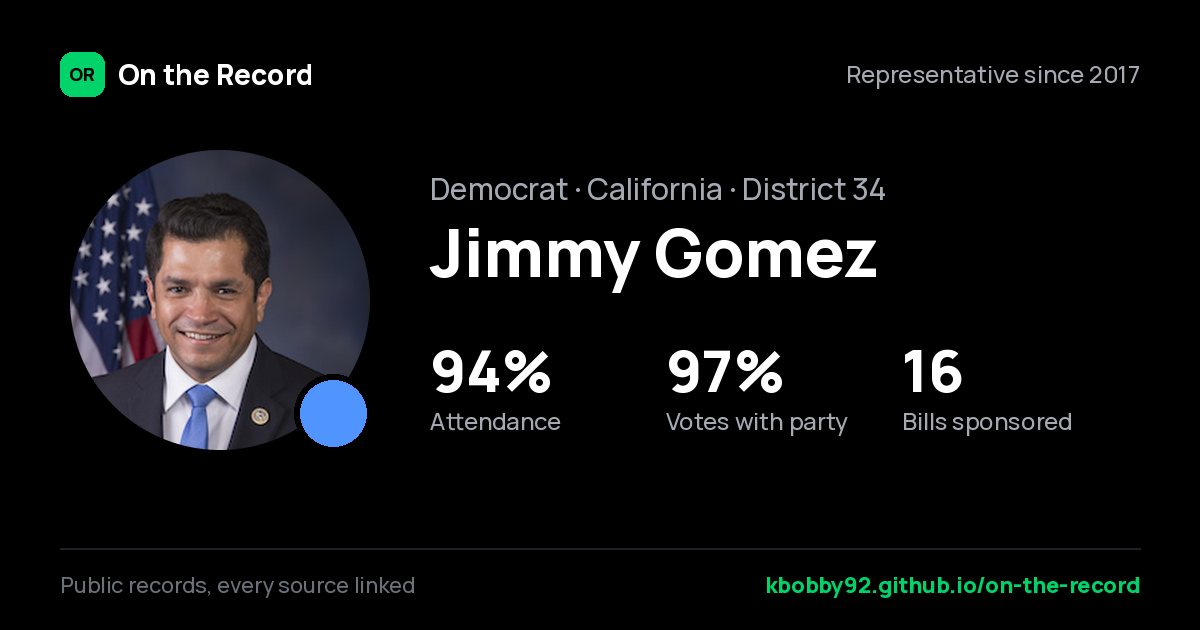 OR
On the Record
Representative since 2017
Democrat · California · District 34
Jimmy Gomez
94%
Attendance
97%
Votes with party
16
Bills sponsored
Public records, every source linked
kbobby92.github.io/on-the-record